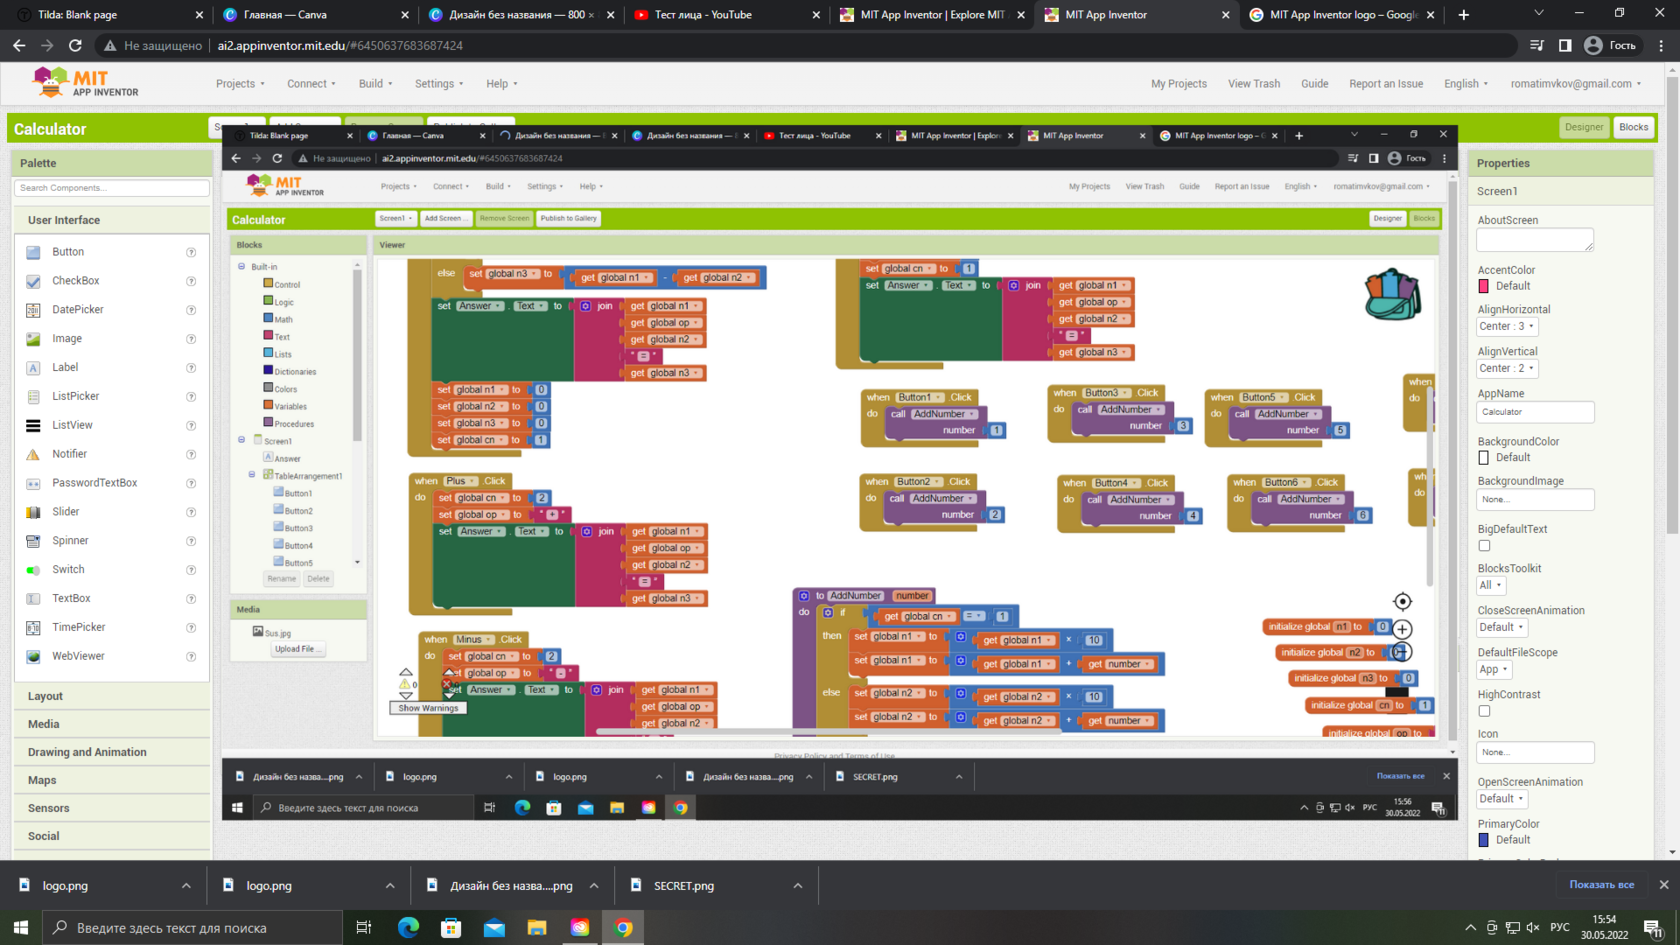 Tilda: Blank page
Главная — Canva
Дизайн без названия — 800 ×
Тест лица - YouTube
MIT App Inventor | Explore MIT
MIT App Inventor
MIT App Inventor logo – Google
Не защищено
ai2.appinventor.mit.edu/#6450637683687424
Гость
MIT
APP INVENTOR
Projects
Connect
Build
Settings
Help
My Projects
View Trash
Guide
Report an Issue
English
romatimvkov@gmail.com
Calculator
Designer
Blocks
Palette
Search Components...
User Interface
Button
CheckBox
DatePicker
Image
Label
ListPicker
ListView
Notifier
PasswordTextBox
Slider
Spinner
Switch
TextBox
TimePicker
WebViewer
Layout
Media
Drawing and Animation
Maps
Sensors
Social
Tilda: Blank page
Главная — Canva
Дизайн без названия —
Дизайн без названия — 8
Тест лица - YouTube
MIT App Inventor | Explore
MIT App Inventor
MIT App Inventor logo – G
Не защищено
ai2.appinventor.mit.edu/#6450637683687424
Гость
MIT
APP INVENTOR
Projects
Connect
Build
Settings
Help
My Projects
View Trash
Guide
Report an Issue
English
romatimvkov@gmail.com
Calculator
Screen1
Add Screen ...
Remove Screen
Publish to Gallery
Designer
Blocks
Blocks
Built-in
Control
Logic
Math
Text
Lists
Dictionaries
Colors
Variables
Procedures
Screen1
Answer
TableArrangement1
Button1
Button2
Button3
Button4
Button5
Rename
Delete
Media
Sus.jpg
Upload File ...
Viewer
else set global n3 to get global n1 - get global n2
set Answer . Text to join get global n1
get global op
get global n2
" = "
get global n3
set global n1 to 0
set global n2 to 0
set global n3 to 0
set global cn to 1
when Plus .Click
do set global cn to 2
set global op to " + "
set Answer . Text to join get global n1
get global op
get global n2
" = "
get global n3
when Minus .Click
do set global cn to 2
set global op to " - "
set Answer . Text to join get global n1
get global op
get global n2
0
Show Warnings
set global cn to 1
set Answer . Text to join get global n1
get global op
get global n2
" = "
get global n3
when Button1 .Click
do call AddNumber
number 1
when Button3 .Click
do call AddNumber
number 3
when Button5 .Click
do call AddNumber
number 5
when
do
when Button2 .Click
do call AddNumber
number 2
when Button4 .Click
do call AddNumber
number 4
when Button6 .Click
do call AddNumber
number 6
do
to AddNumber number
do if get global cn = 1
then set global n1 to get global n1 × 10
set global n1 to get global n1 + get number
else set global n2 to get global n2 × 10
set global n2 to get global n2 + get number
initialize global n1 to 0
initialize global n2 to
initialize global n3 to 0
initialize global cn to 1
initialize global op to
Privacy Policy and Terms of Use
Дизайн без назва....png
logo.png
logo.png
Дизайн без назва....png
SECRET.png
Показать все
Введите здесь текст для поиска
РУС
15:56
30.05.2022
11
Properties
Screen1
AboutScreen
AccentColor
Default
AlignHorizontal
Center : 3
AlignVertical
Center : 2
AppName
Calculator
BackgroundColor
Default
BackgroundImage
None...
BigDefaultText
BlocksToolkit
All
CloseScreenAnimation
Default
DefaultFileScope
App
HighContrast
Icon
None...
OpenScreenAnimation
Default
PrimaryColor
Default
logo.png
logo.png
Дизайн без назва....png
SECRET.png
Показать все
Введите здесь текст для поиска
РУС
15:54
30.05.2022
11